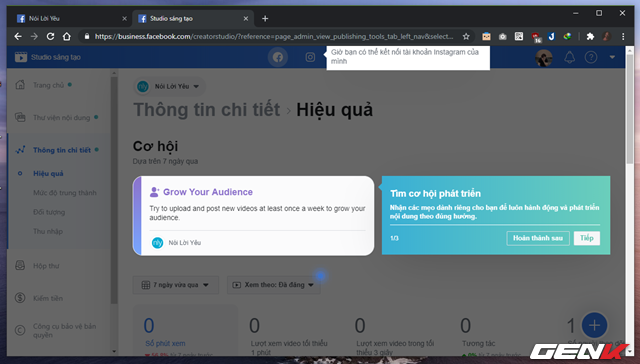 Nói Lời Yêu
Studio sáng tạo
https://business.facebook.com/creatorstudio/?reference=page_admin_view_publishing_tools_tab_left_nav&selec...
Studio sáng tạo
Giờ bạn có thể kết nối tài khoản Instagram của
mình
Trang chủ
Thư viện nội dung
Thông tin chi tiết
Hiệu quả
Mức độ trung thành
Đối tượng
Thu nhập
Hộp thư
Kiếm tiền
Công cụ bảo vệ bản
quyền
nly Nói Lời Yêu
Thông tin chi tiết › Hiệu quả
Cơ hội
Dựa trên 7 ngày qua
Grow Your Audience
Try to upload and post new videos at least once a week to grow your
audience.
nly Nói Lời Yêu
Tìm cơ hội phát triển
Nhận các mẹo dành riêng cho bạn để luôn hành động và phát triển
nội dung theo đúng hướng.
1/3 Hoàn thành sau Tiếp
7 ngày vừa qua Xem theo: Đã đăng
0 0 0 0 1
Số phút xem Lượt xem video tối thiểu Lượt xem video trong Tương tác
1 phút tối thiểu 3 giây
GENK